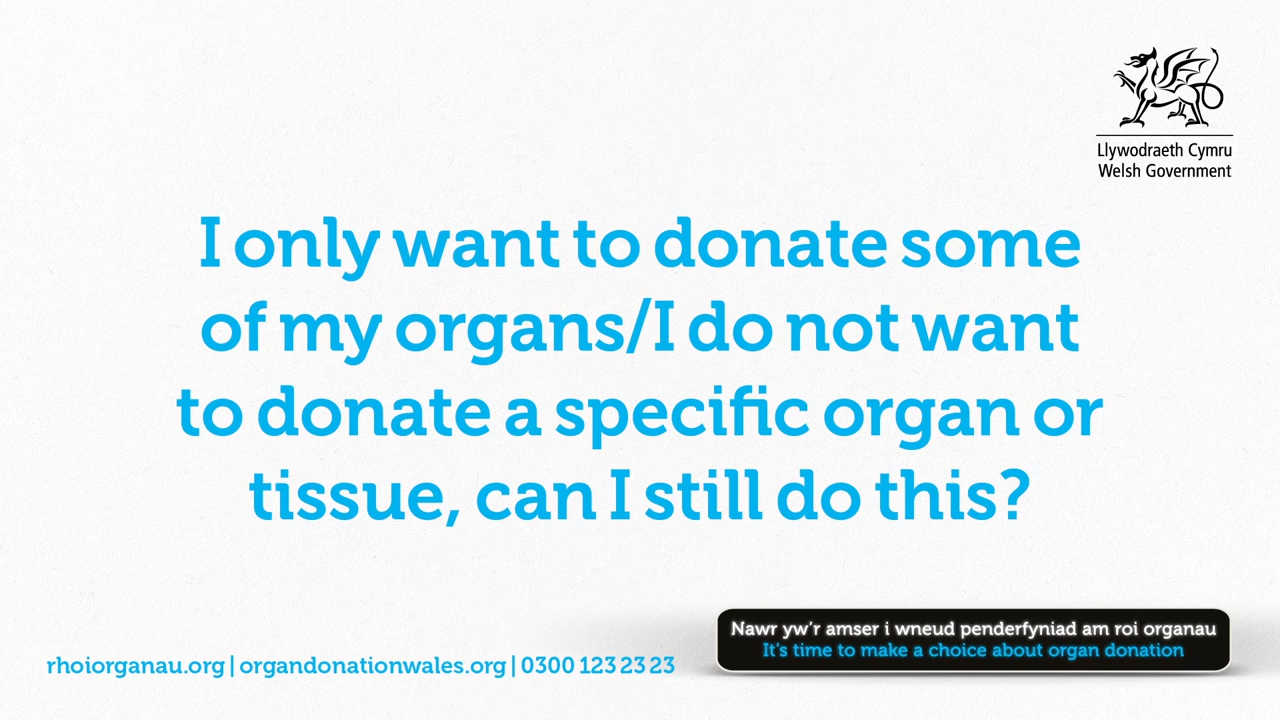 Llywodraeth Cymru
Welsh Government
I only want to donate some
of my organs/I do not want
to donate a specific organ or
tissue, can I still do this?
Nawr yw'r amser i wneud penderfyniad am roi organau
It's time to make a choice about organ donation
rhoiorganau.org | organdonationwales.org | 0300 123 23 23